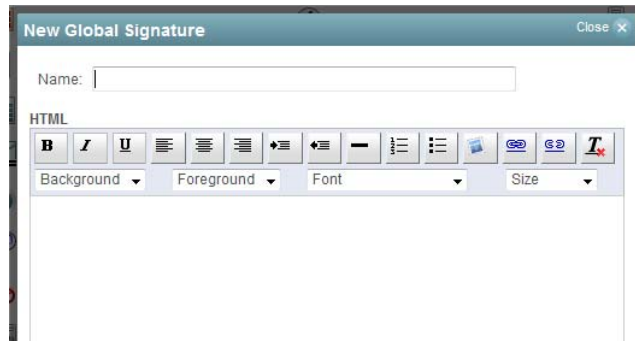 New Global Signature
Close x
Name:
HTML
B I U T
Background Foreground Font Size